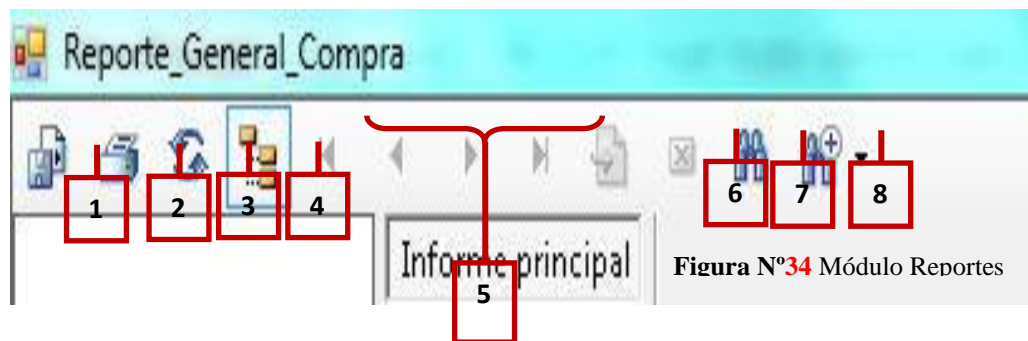 Reporte_General_Compra
1 2 3 4 6 7 8
Informe principal
5
Figura Nº34 Módulo Reportes